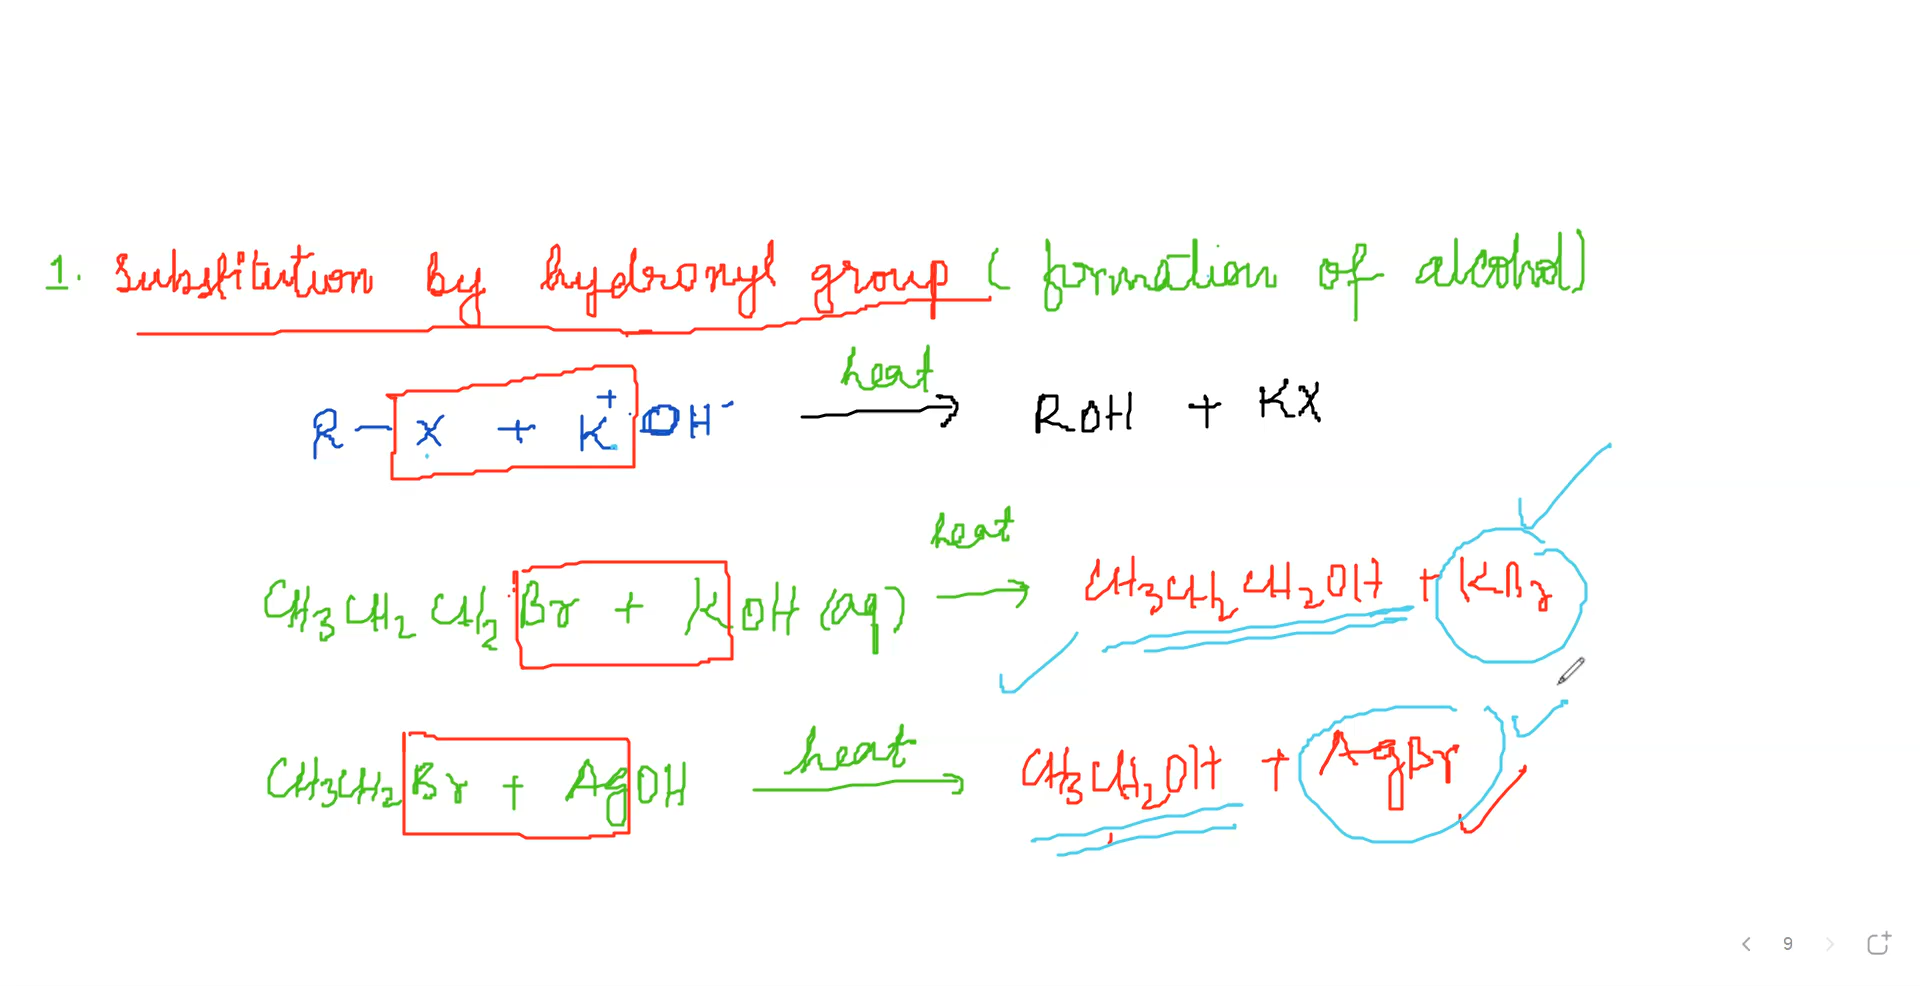 1. Substitution by hydroxyl group (formation of alcohol)
R-X + K⁺OH⁻ heat → ROH + KX
CH₃CH₂CH₂Br + KOH (aq) heat → CH₃CH₂CH₂OH + KBr
CH₃CH₂Br + AgOH heat → CH₃CH₂OH + AgBr
9